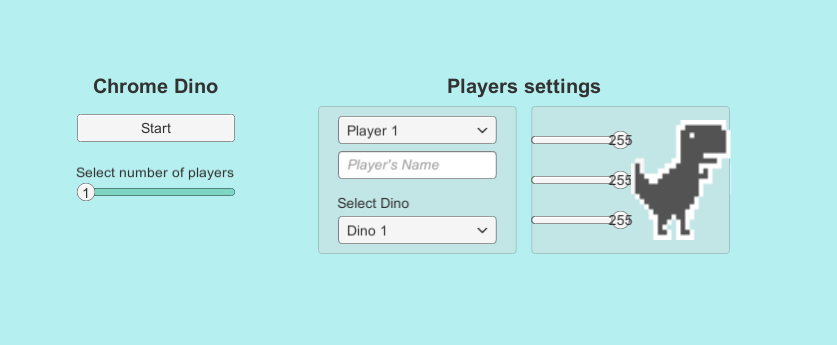 Chrome Dino
Start
Select number of players
1
Players settings
Player 1
Player's Name
Select Dino
Dino 1
255
255
255